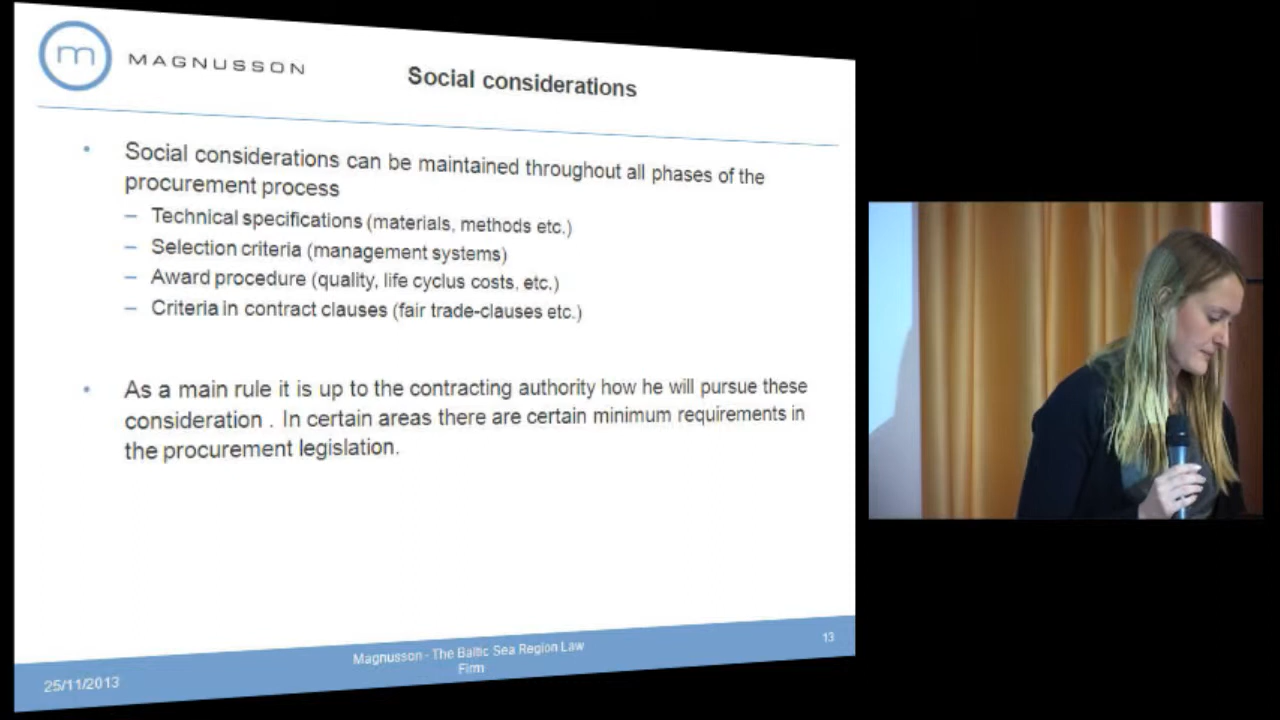 m MAGNUSSON
Social considerations
• Social considerations can be maintained throughout all phases of the
procurement process
– Technical specifications (materials, methods etc.)
– Selection criteria (management systems)
– Award procedure (quality, life cyclus costs, etc.)
– Criteria in contract clauses (fair trade-clauses etc.)
• As a main rule it is up to the contracting authority how he will pursue these
consideration . In certain areas there are certain minimum requirements in
the procurement legislation.
25/11/2013
Magnusson - The Baltic Sea Region Law
Firm
13